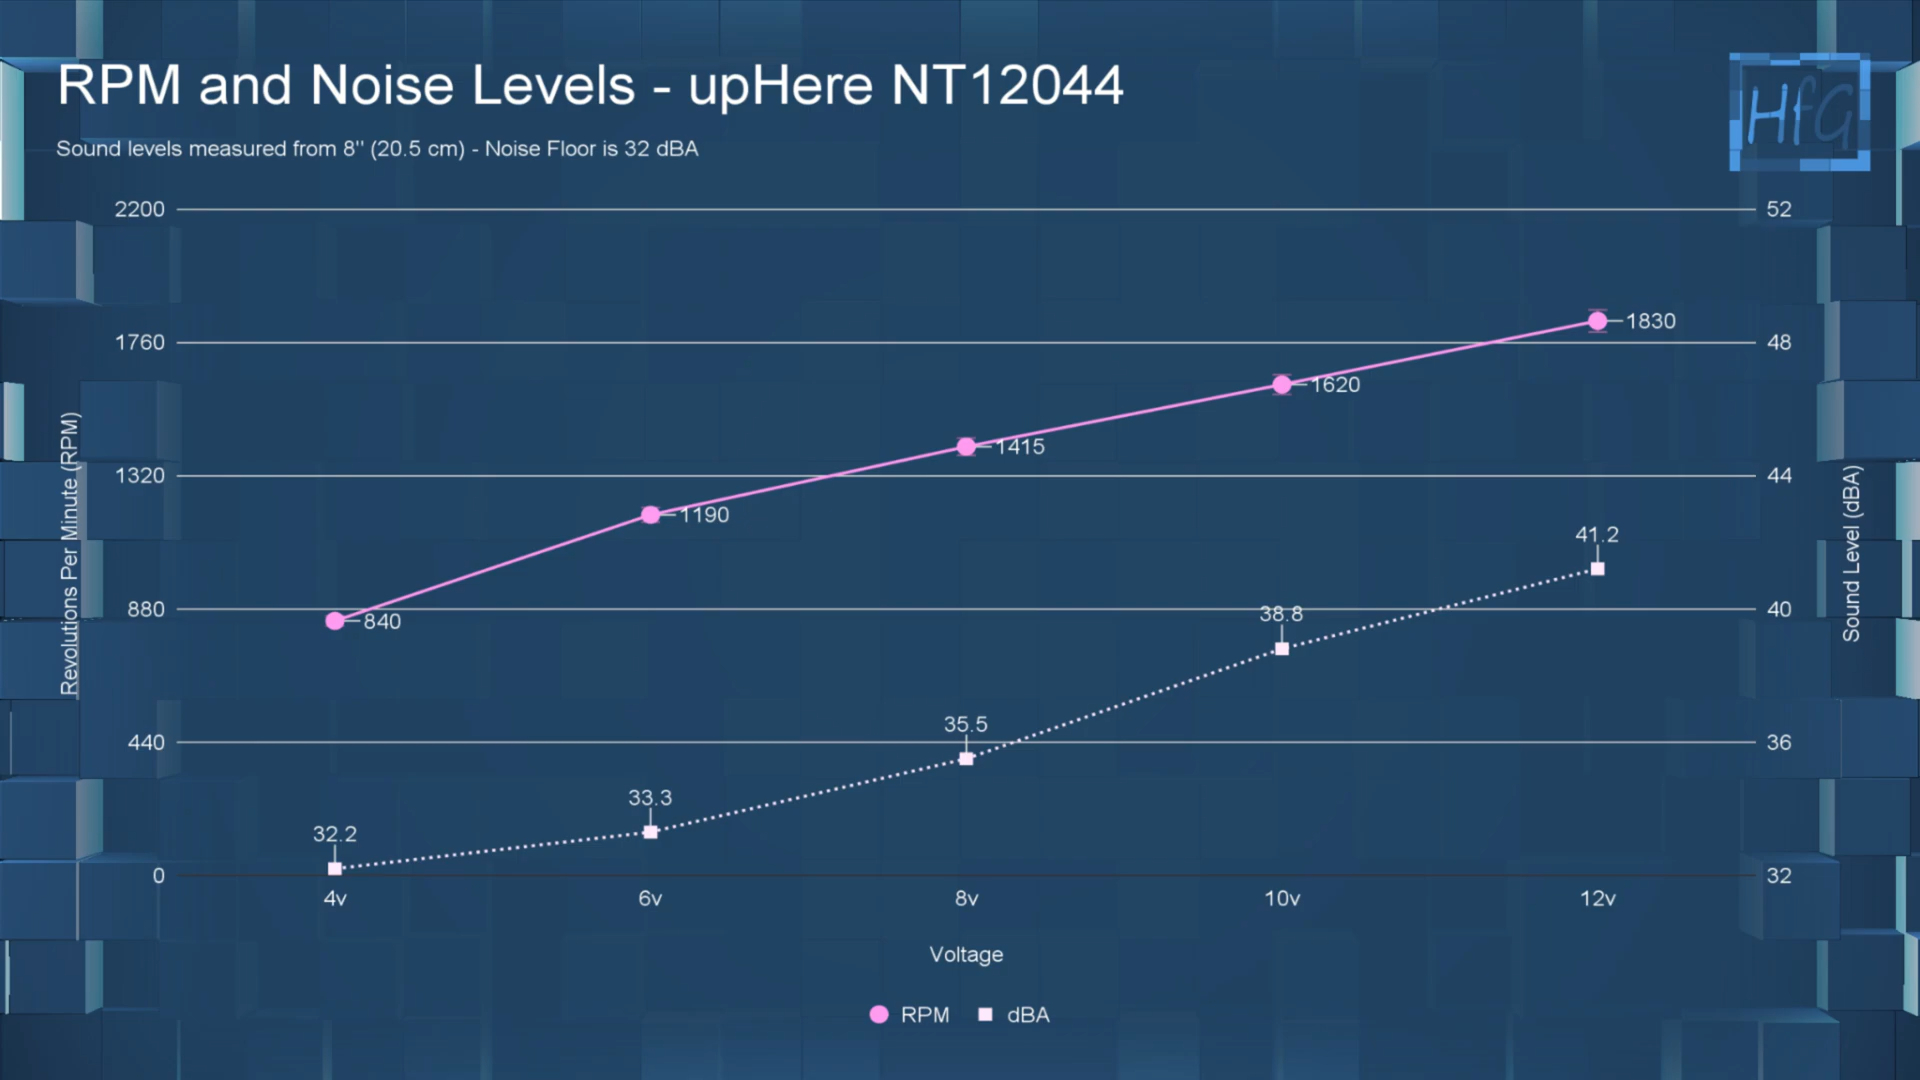 RPM and Noise Levels - upHere NT12044
HfG
Sound levels measured from 8" (20.5 cm) - Noise Floor is 32 dBA
2200
52
1760
48
1830
1620
1415
1320
44
1190
41.2
880
40
840
38.8
35.5
440
36
33.3
32.2
0
32
4v 6v 8v 10v 12v
Revolutions Per Minute (RPM)
Sound Level (dBA)
Voltage
RPM dBA